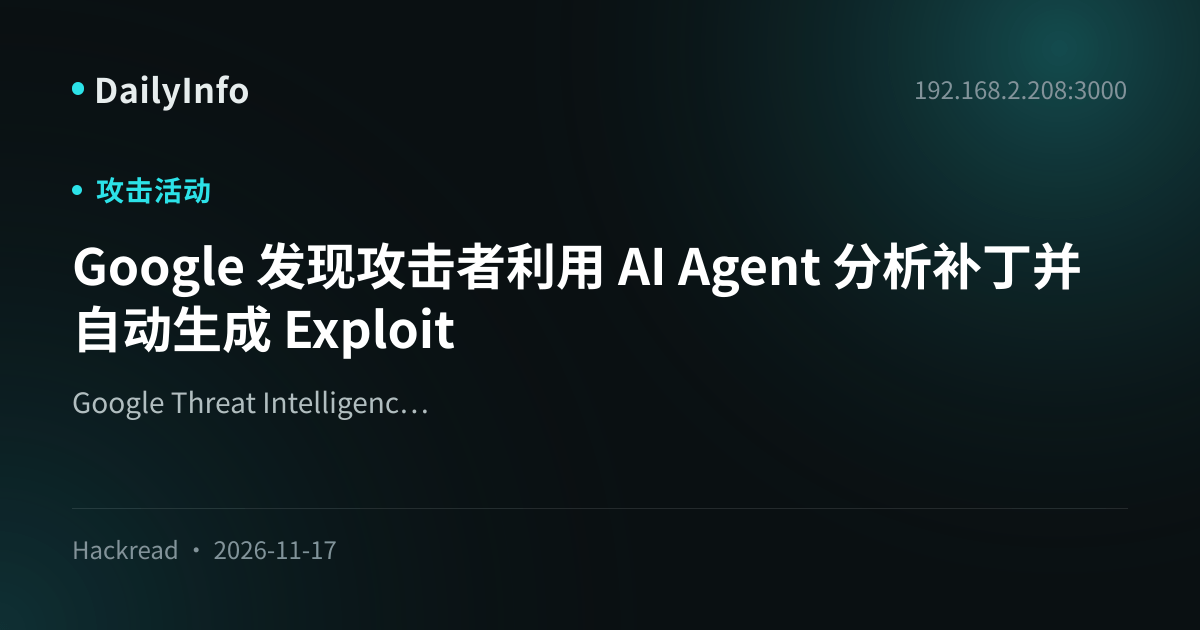 DailyInfo
192.168.2.208:3000
攻击活动
Google 发现攻击者利用 AI Agent 分析补丁并
自动生成 Exploit
Google Threat Intelligenc…
Hackread · 2026-11-17